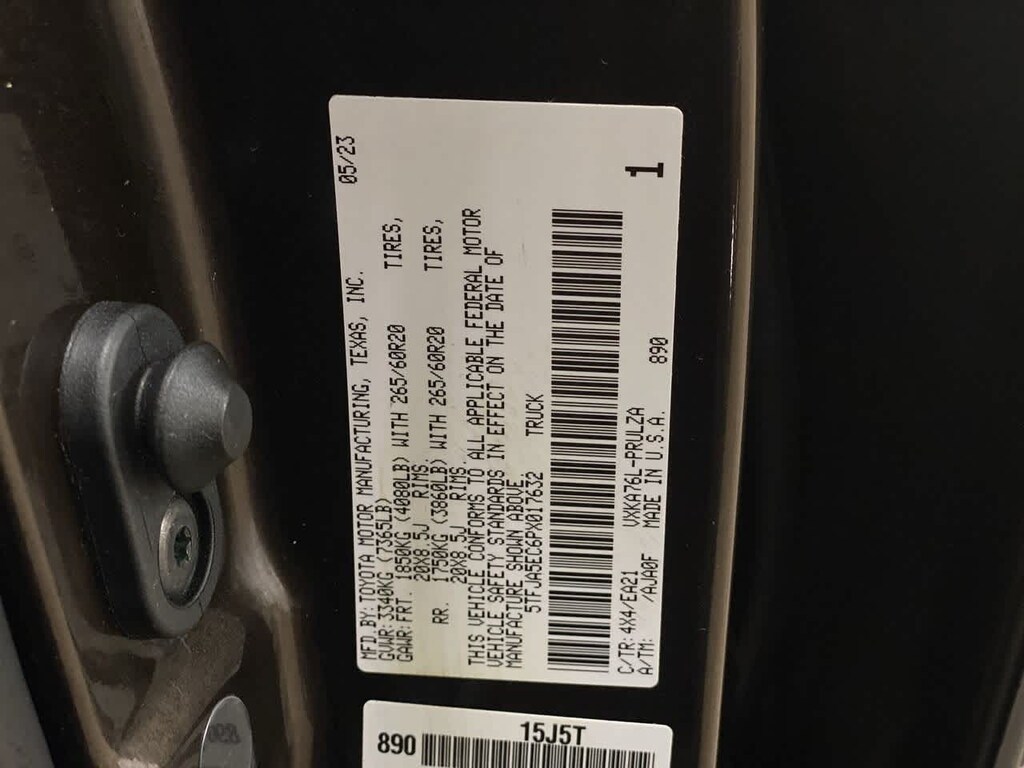 MFD. BY: TOYOTA MOTOR MANUFACTURING, TEXAS, INC. 05/23
GVWR: 3340KG (7365LB)
GAWR: FRT. 1850KG (4080LB) WITH 265/60R20 TIRES,
20X8.5J RIMS
RR. 1750KG (3860LB) WITH 265/60R20 TIRES,
20X8.5J RIMS.
THIS VEHICLE CONFORMS TO ALL APPLICABLE FEDERAL MOTOR
VEHICLE SAFETY STANDARDS IN EFFECT ON THE DATE OF
MANUFACTURE SHOWN ABOVE.
5TFJA5EC6PX017632 TRUCK
1
C/TR: 4X4/EA21 VXKA76L-PRULZA 890
A/TM: /AJA0F MADE IN U.S.A.
15J5T
890
890